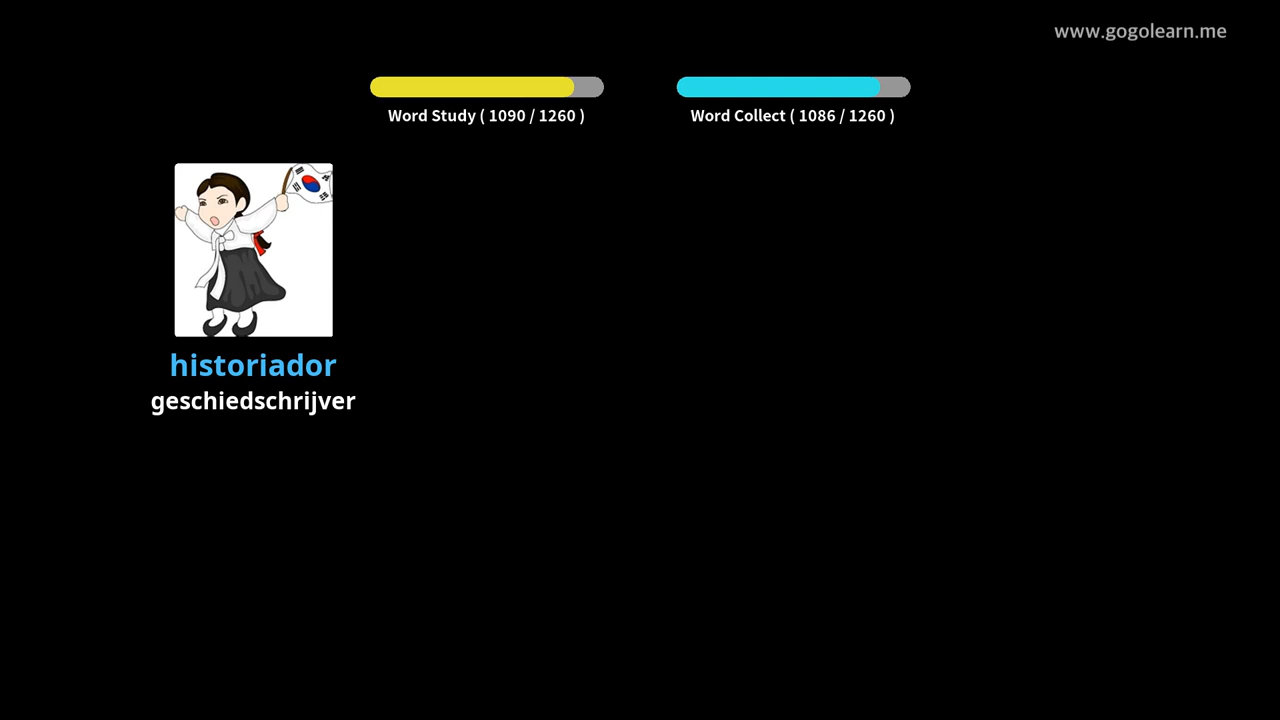 www.gogolearn.me
Word Study ( 1090 / 1260 )
Word Collect ( 1086 / 1260 )
historiador
geschiedschrijver